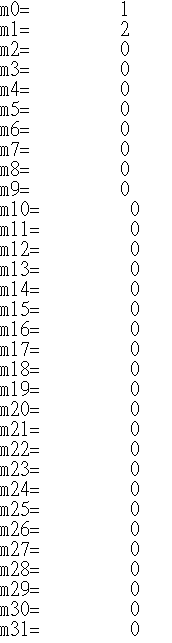 m0=         1
m1=         2
m2=         0
m3=         0
m4=         0
m5=         0
m6=         0
m7=         0
m8=         0
m9=         0
m10=         0
m11=         0
m12=         0
m13=         0
m14=         0
m15=         0
m16=         0
m17=         0
m18=         0
m19=         0
m20=         0
m21=         0
m22=         0
m23=         0
m24=         0
m25=         0
m26=         0
m27=         0
m28=         0
m29=         0
m30=         0
m31=         0